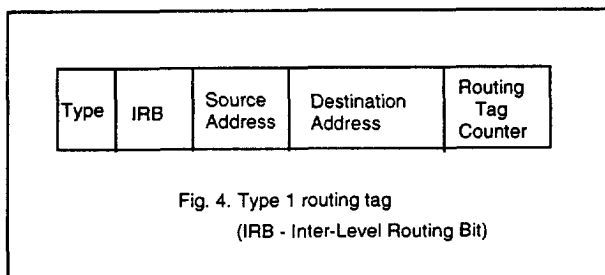 Type IRB Source Address Destination Address Routing Tag Counter
Fig. 4. Type 1 routing tag
(IRB - Inter-Level Routing Bit)